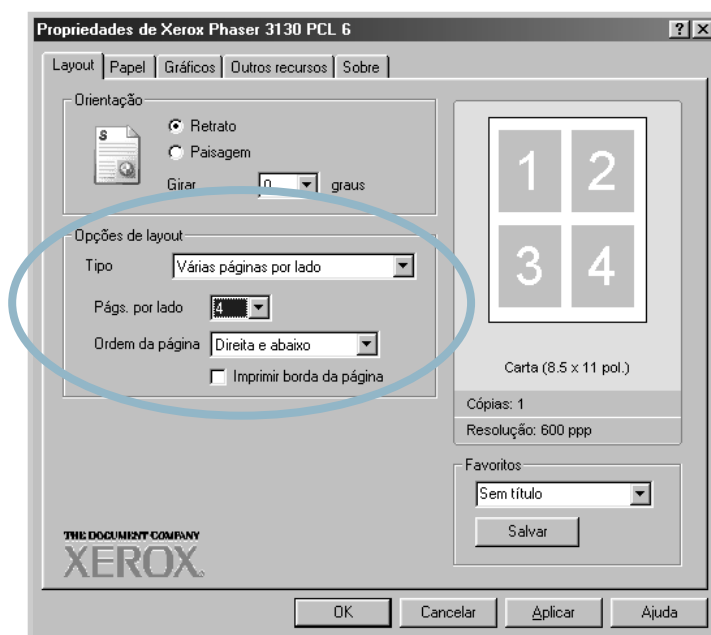 Propriedades de Xerox Phaser 3130 PCL 6
Layout Papel Gráficos Outros recursos Sobre
Orientação
S
Retrato
Paisagem
Girar 0 graus
Opções de layout
Tipo Várias páginas por lado
Págs. por lado 4
Ordem da página Direita e abaixo
Imprimir borda da página
1 2
3 4
Carta (8.5 x 11 pol.)
Cópias: 1
Resolução: 600 ppp
Favoritos
Sem título
Salvar
THE DOCUMENT COMPANY
XEROX
OK Cancelar Aplicar Ajuda